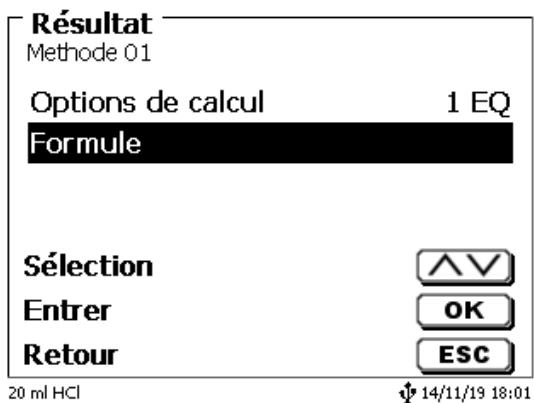 Résultat
Methode 01
Options de calcul 1 EQ
Formule
Sélection
Entrer OK
Retour ESC
20 ml HCl 14/11/19 18:01